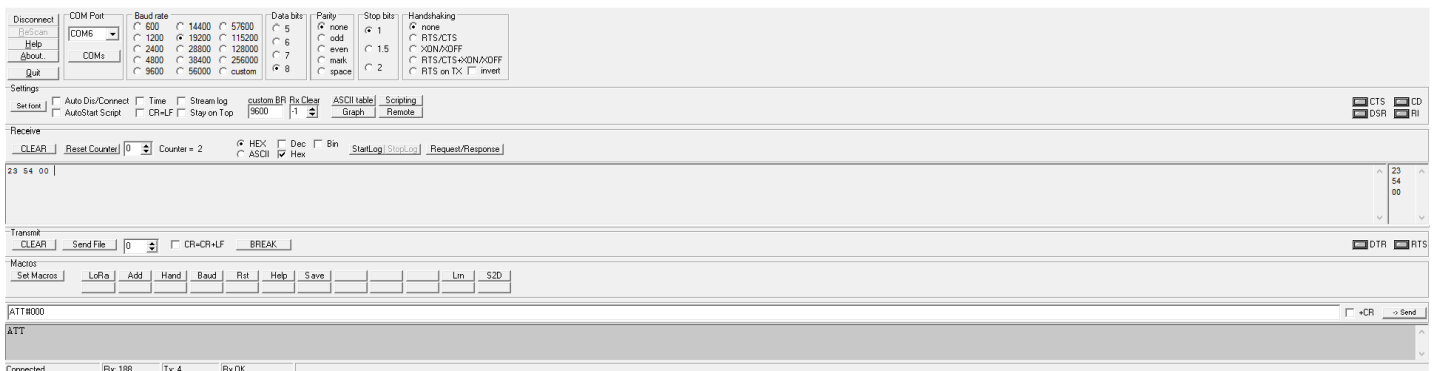 Disconnect
ReScan
Help
About..
Quit
COM Port
COM6
COMs
Baud rate
600 14400 57600
1200 19200 115200
2400 28800 128000
4800 38400 256000
9600 56000 custom
Data bits
5
6
7
8
Parity
none
odd
even
mark
space
Stop bits
1
1.5
2
Handshaking
none
RTS/CTS
XON/XOFF
RTS/CTS+XON/XOFF
RTS on TX invert
Settings
Set font
Auto Dis/Connect Time Stream log
AutoStart Script CR=LF Stay on Top
custom BR Rx Clear
9600 -1
ASCII table Scripting
Graph Remote
CTS CD
DSR RI
Receive
CLEAR Reset Counter 0 Counter = 2
HEX Dec Bin
ASCII Hex
StartLog StopLog Request/Response
23 54 00
23
54
00
Transmit
CLEAR Send File 0 CR=CR+LF BREAK
DTR RTS
Macros
Set Macros LoRa Add Hand Baud Rst Help Save Lrn S2D
ATT#000
+CR -> Send
ATT
Connected Rx: 188 Tx: 4 Rx OK